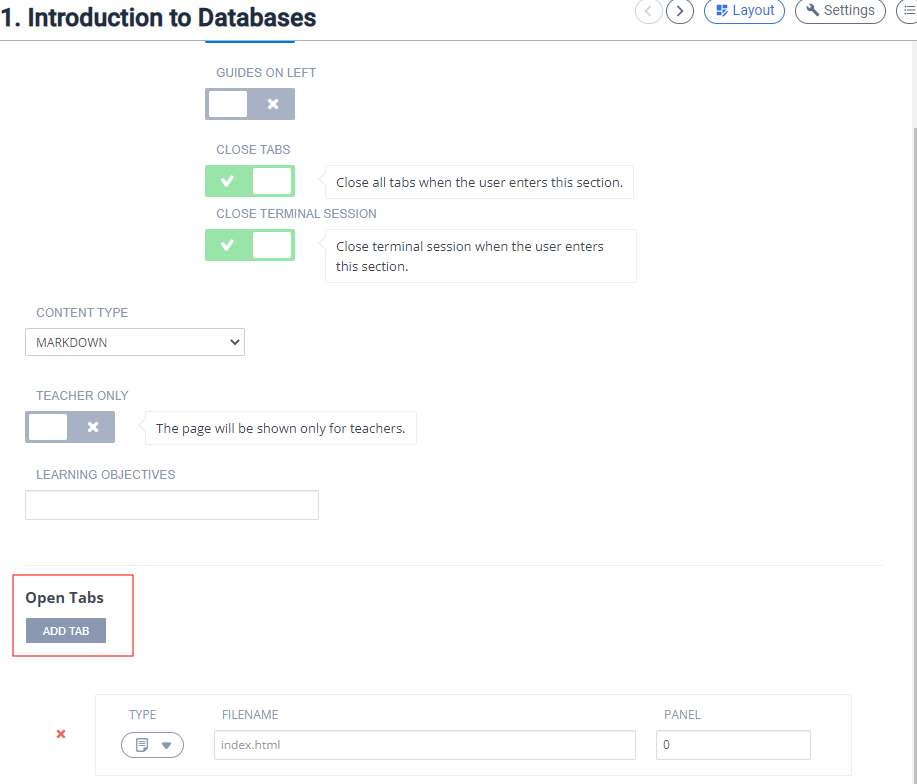 1. Introduction to Databases
Layout
Settings
GUIDES ON LEFT
CLOSE TABS
Close all tabs when the user enters this section.
CLOSE TERMINAL SESSION
Close terminal session when the user enters
this section.
CONTENT TYPE
MARKDOWN
TEACHER ONLY
The page will be shown only for teachers.
LEARNING OBJECTIVES
Open Tabs
ADD TAB
TYPE FILENAME PANEL
index.html 0